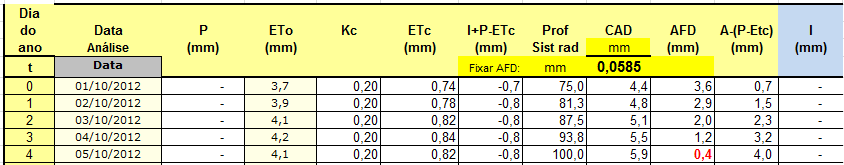 Dia do ano Data Análise P (mm) ETo (mm) Kc ETc (mm) I+P-ETc (mm) Prof Sist rad CAD mm AFD (mm) A-(P-Etc) (mm) I (mm)
t Data Fixar AFD: mm 0,0585
0 01/10/2012 - 3,7 0,20 0,74 -0,7 75,0 4,4 3,6 0,7 -
1 02/10/2012 - 3,9 0,20 0,78 -0,8 81,3 4,8 2,9 1,5 -
2 03/10/2012 - 4,1 0,20 0,82 -0,8 87,5 5,1 2,0 2,3 -
3 04/10/2012 - 4,2 0,20 0,84 -0,8 93,8 5,5 1,2 3,2 -
4 05/10/2012 - 4,1 0,20 0,82 -0,8 100,0 5,9 0,4 4,0 -